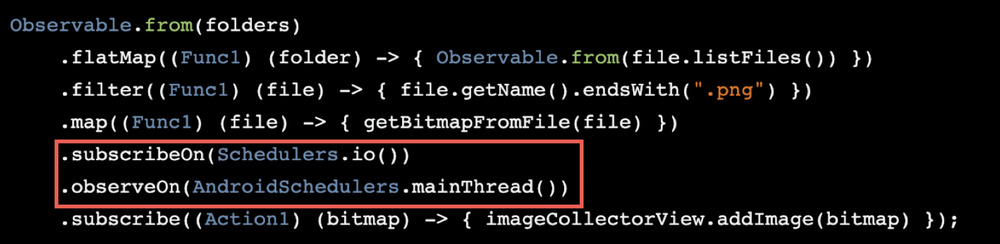 Observable.from(folders)
.flatMap((Func1) (folder) -> { Observable.from(file.listFiles()) })
.filter((Func1) (file) -> { file.getName().endsWith(".png") })
.map((Func1) (file) -> { getBitmapFromFile(file) })
.subscribeOn(Schedulers.io())
.observeOn(AndroidSchedulers.mainThread())
.subscribe((Action1) (bitmap) -> { imageCollectorView.addImage(bitmap) });